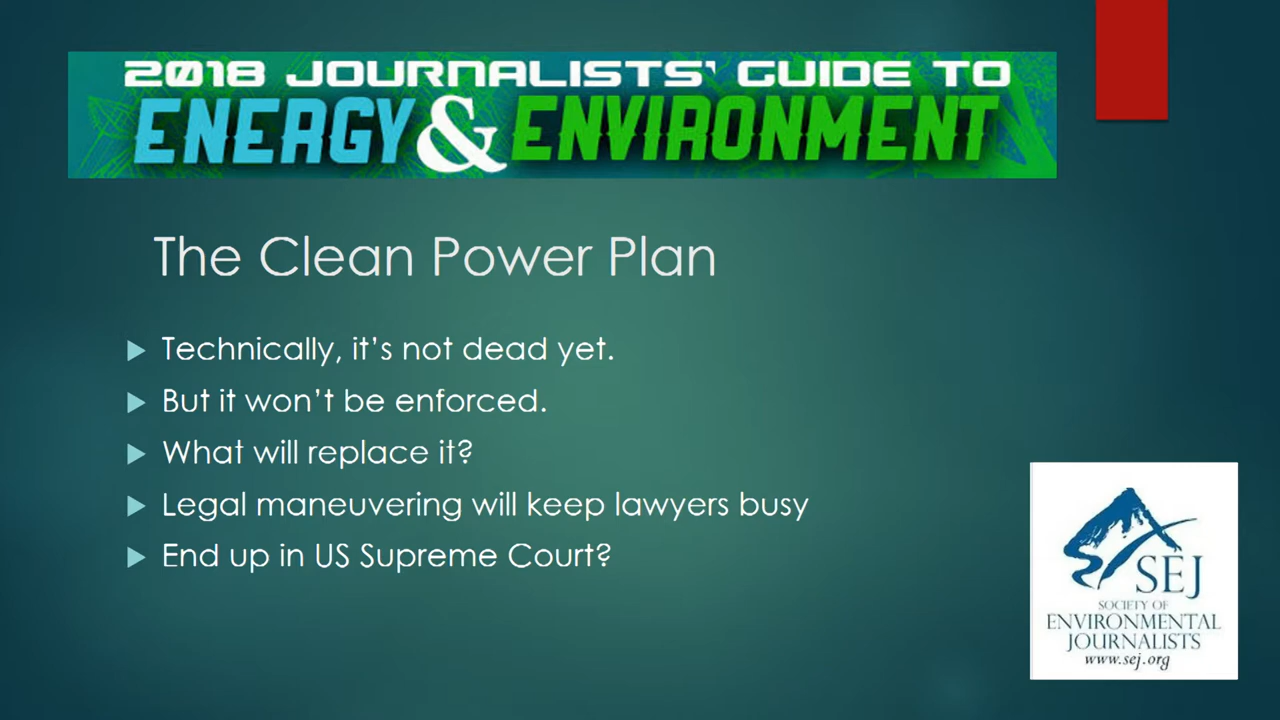 2018 JOURNALISTS' GUIDE TO
ENERGY & ENVIRONMENT
The Clean Power Plan
Technically, it's not dead yet.
But it won't be enforced.
What will replace it?
Legal maneuvering will keep lawyers busy
End up in US Supreme Court?
SEJ
SOCIETY OF
ENVIRONMENTAL
JOURNALISTS
www.sej.org